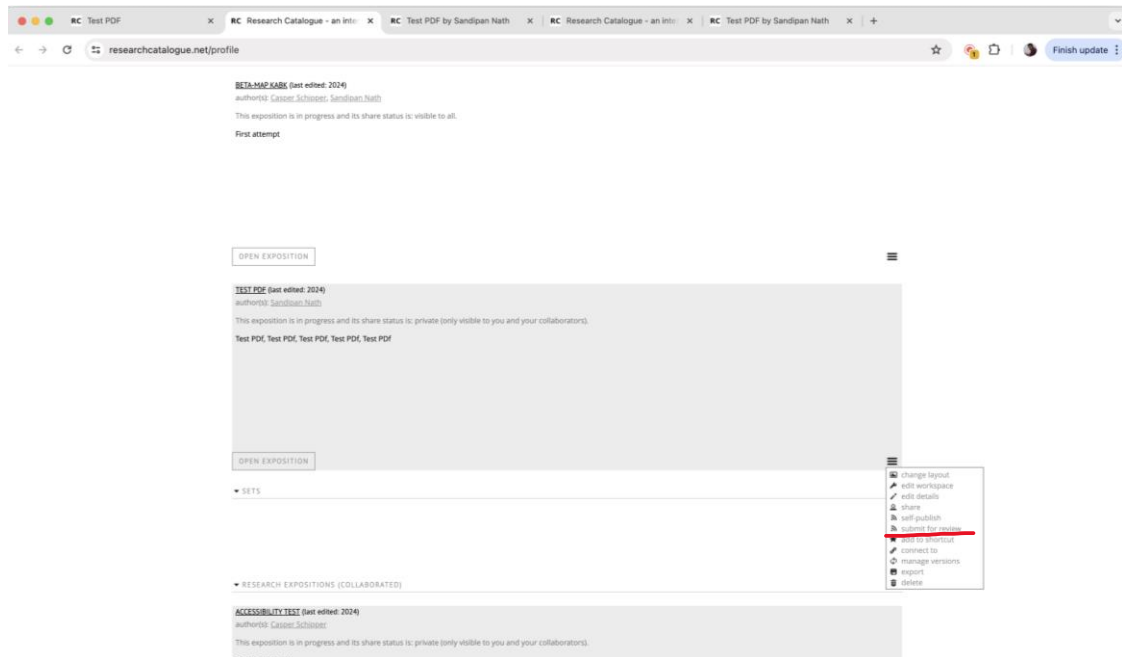 RC Test PDF
RC Research Catalogue - an inte
RC Test PDF by Sandipan Nath
RC Research Catalogue - an inte
RC Test PDF by Sandipan Nath
researchcatalogue.net/profile
Finish update
BETA-MAP KABK (last edited: 2024)
author(s): Casper Schipper, Sandipan Nath
This exposition is in progress and its share status is: visible to all.
First attempt
OPEN EXPOSITION
TEST PDF (last edited: 2024)
author(s): Sandipan Nath
This exposition is in progress and its share status is: private (only visible to you and your collaborators).
Test PDf, Test PDf, Test PDf, Test PDf, Test PDf
OPEN EXPOSITION
change layout
edit workspace
edit details
share
self-publish
submit for review
add to shortcut
connect to
manage versions
export
delete
SETS
RESEARCH EXPOSITIONS (COLLABORATED)
ACCESSIBILITY TEST (last edited: 2024)
author(s): Casper Schipper
This exposition is in progress and its share status is: private (only visible to you and your collaborators).